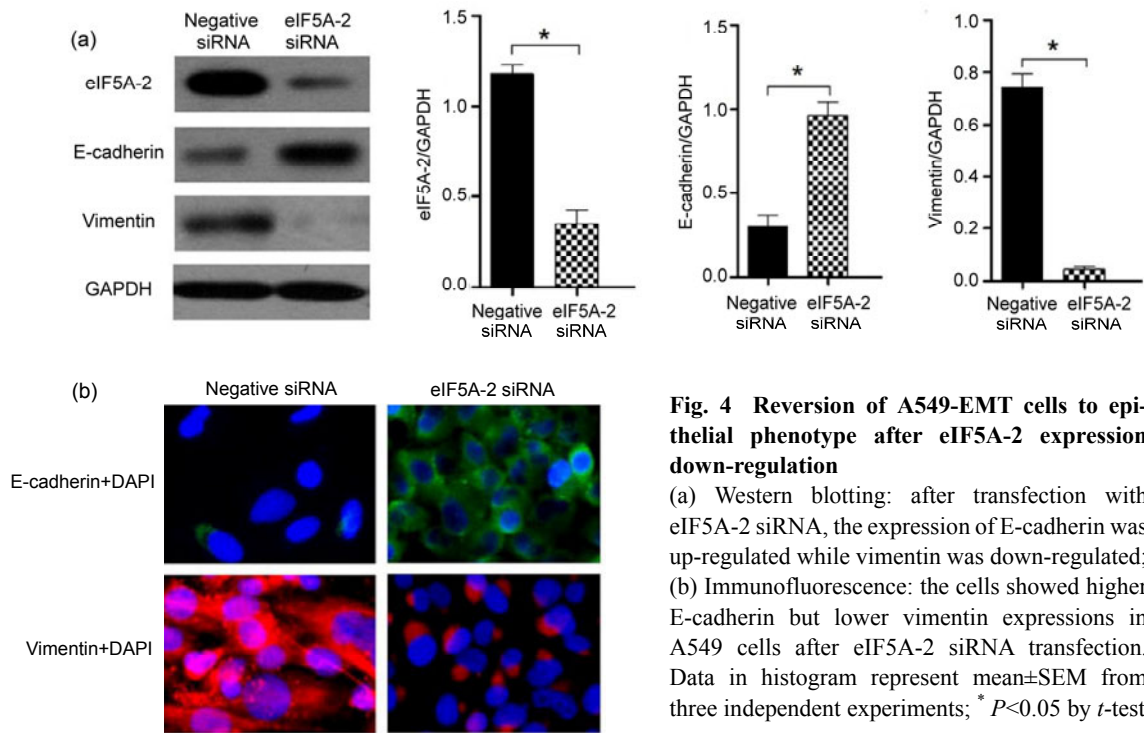 (a)
Negative siRNA
eIF5A-2 siRNA
eIF5A-2
E-cadherin
Vimentin
GAPDH
eIF5A-2/GAPDH
1.5
1.0
0.5
0.0
*
Negative siRNA
eIF5A-2 siRNA
E-cadherin/GAPDH
1.5
1.0
0.5
0.0
*
Negative siRNA
eIF5A-2 siRNA
Vimentin/GAPDH
1.0
0.8
0.6
0.4
0.2
0.0
*
Negative siRNA
eIF5A-2 siRNA
(b)
Negative siRNA
eIF5A-2 siRNA
E-cadherin+DAPI
Vimentin+DAPI
Fig. 4 Reversion of A549-EMT cells to epi-
thelial phenotype after eIF5A-2 expression
down-regulation
(a) Western blotting: after transfection with
eIF5A-2 siRNA, the expression of E-cadherin was
up-regulated while vimentin was down-regulated;
(b) Immunofluorescence: the cells showed higher
E-cadherin but lower vimentin expressions in
A549 cells after eIF5A-2 siRNA transfection.
Data in histogram represent mean±SEM from
three independent experiments; * P<0.05 by t-test